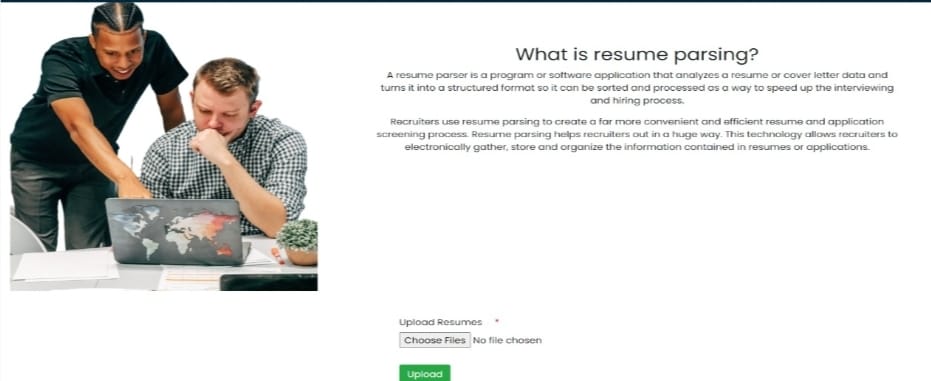 What is resume parsing?
A resume parser is a program or software application that analyzes a resume or cover letter data and
turns it into a structured format so it can be sorted and processed as a way to speed up the interviewing
and hiring process.
Recruiters use resume parsing to create a far more convenient and efficient resume and application
screening process. Resume parsing helps recruiters out in a huge way. This technology allows recruiters to
electronically gather, store and organize the information contained in resumes or applications.
Upload Resumes *
Choose Files No file chosen
Upload